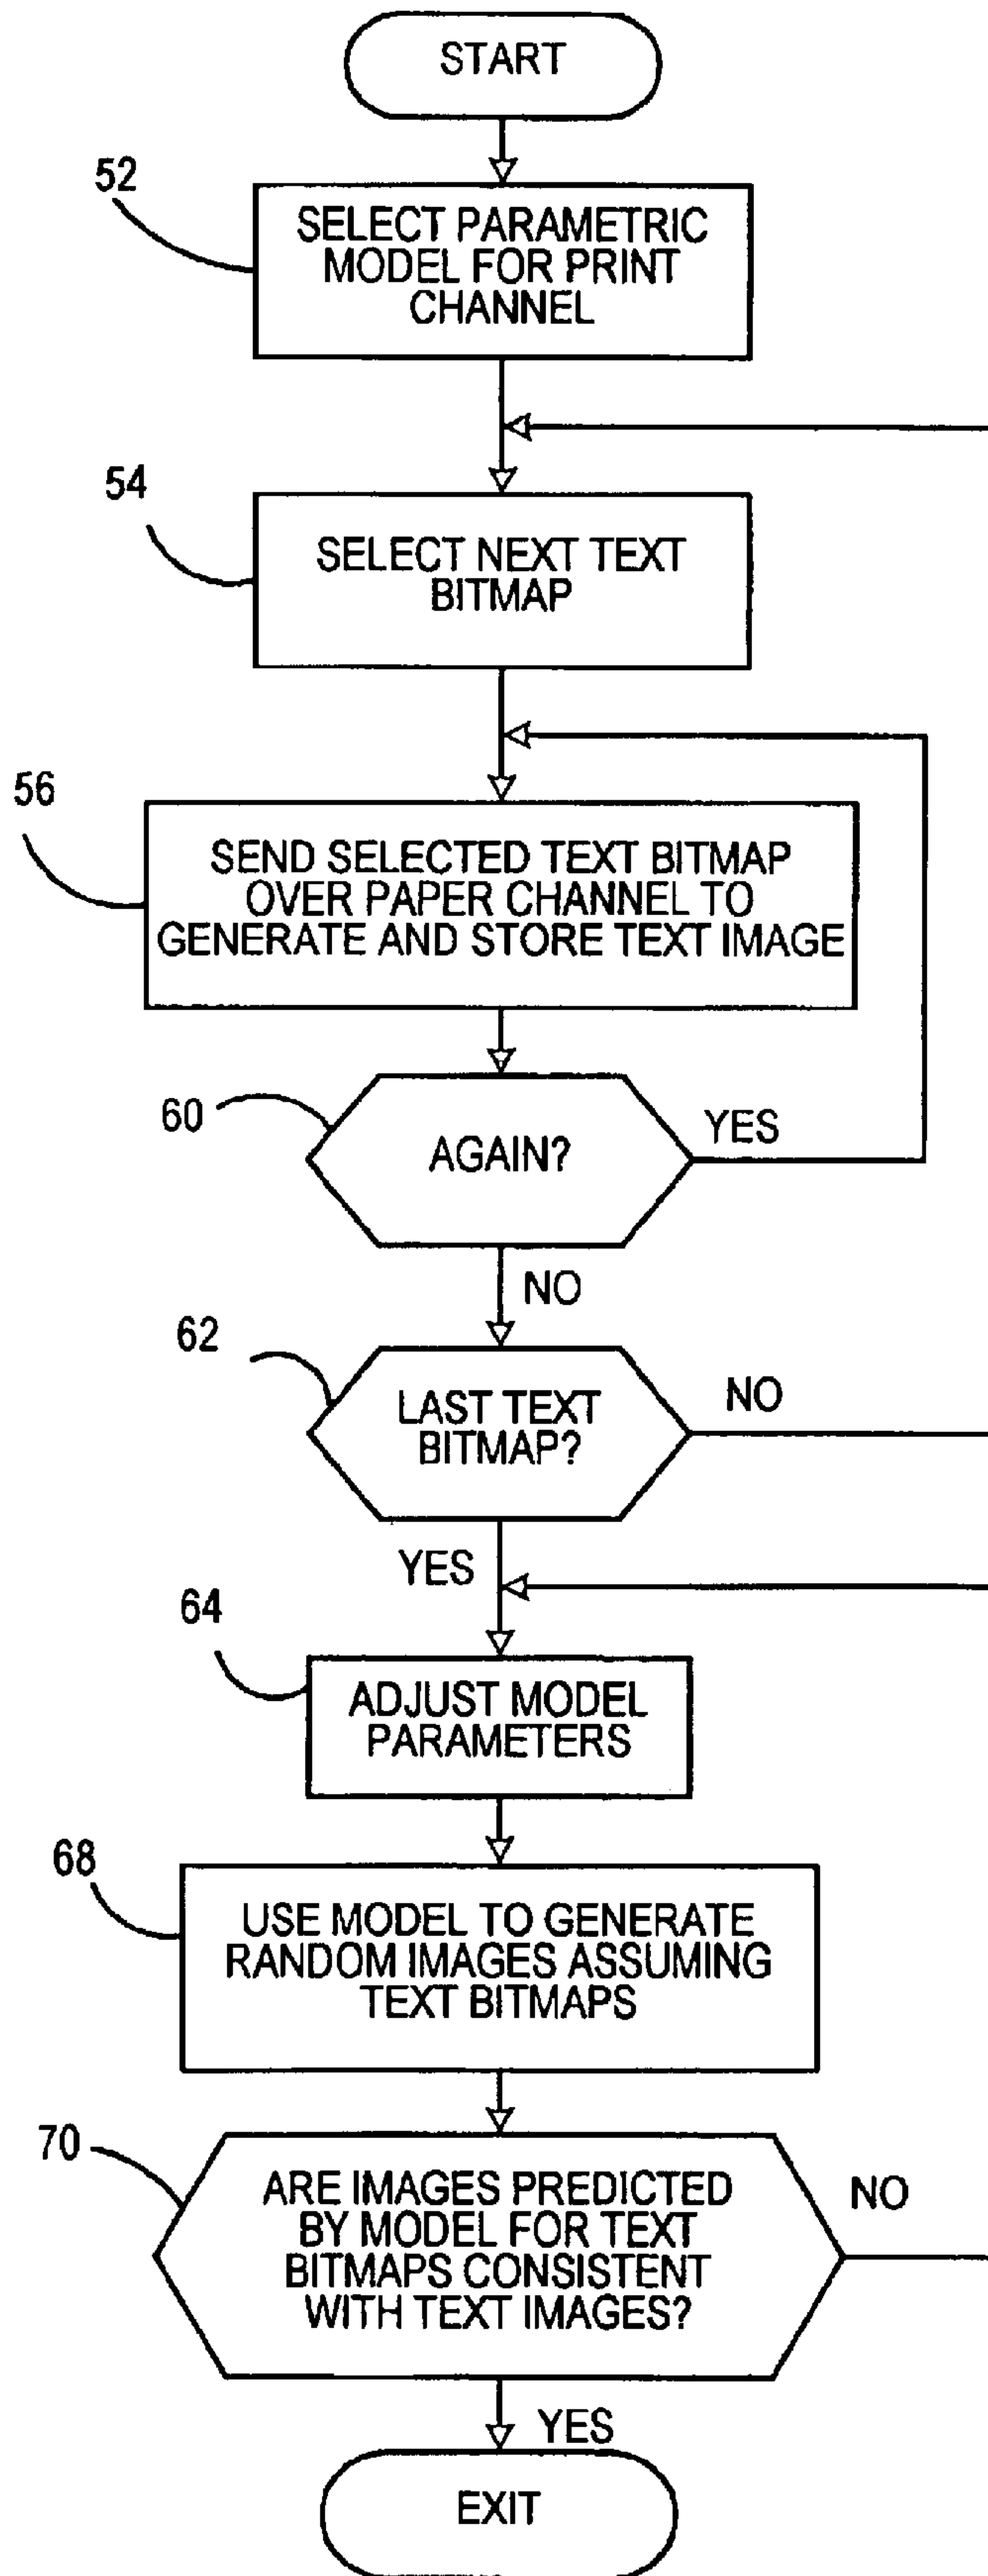 START
52
SELECT PARAMETRIC
MODEL FOR PRINT
CHANNEL
54
SELECT NEXT TEXT
BITMAP
56
SEND SELECTED TEXT BITMAP
OVER PAPER CHANNEL TO
GENERATE AND STORE TEXT IMAGE
60
AGAIN?
YES
NO
62
LAST TEXT
BITMAP?
NO
YES
64
ADJUST MODEL
PARAMETERS
68
USE MODEL TO GENERATE
RANDOM IMAGES ASSUMING
TEXT BITMAPS
70
ARE IMAGES PREDICTED
BY MODEL FOR TEXT
BITMAPS CONSISTENT
WITH TEXT IMAGES?
NO
YES
EXIT